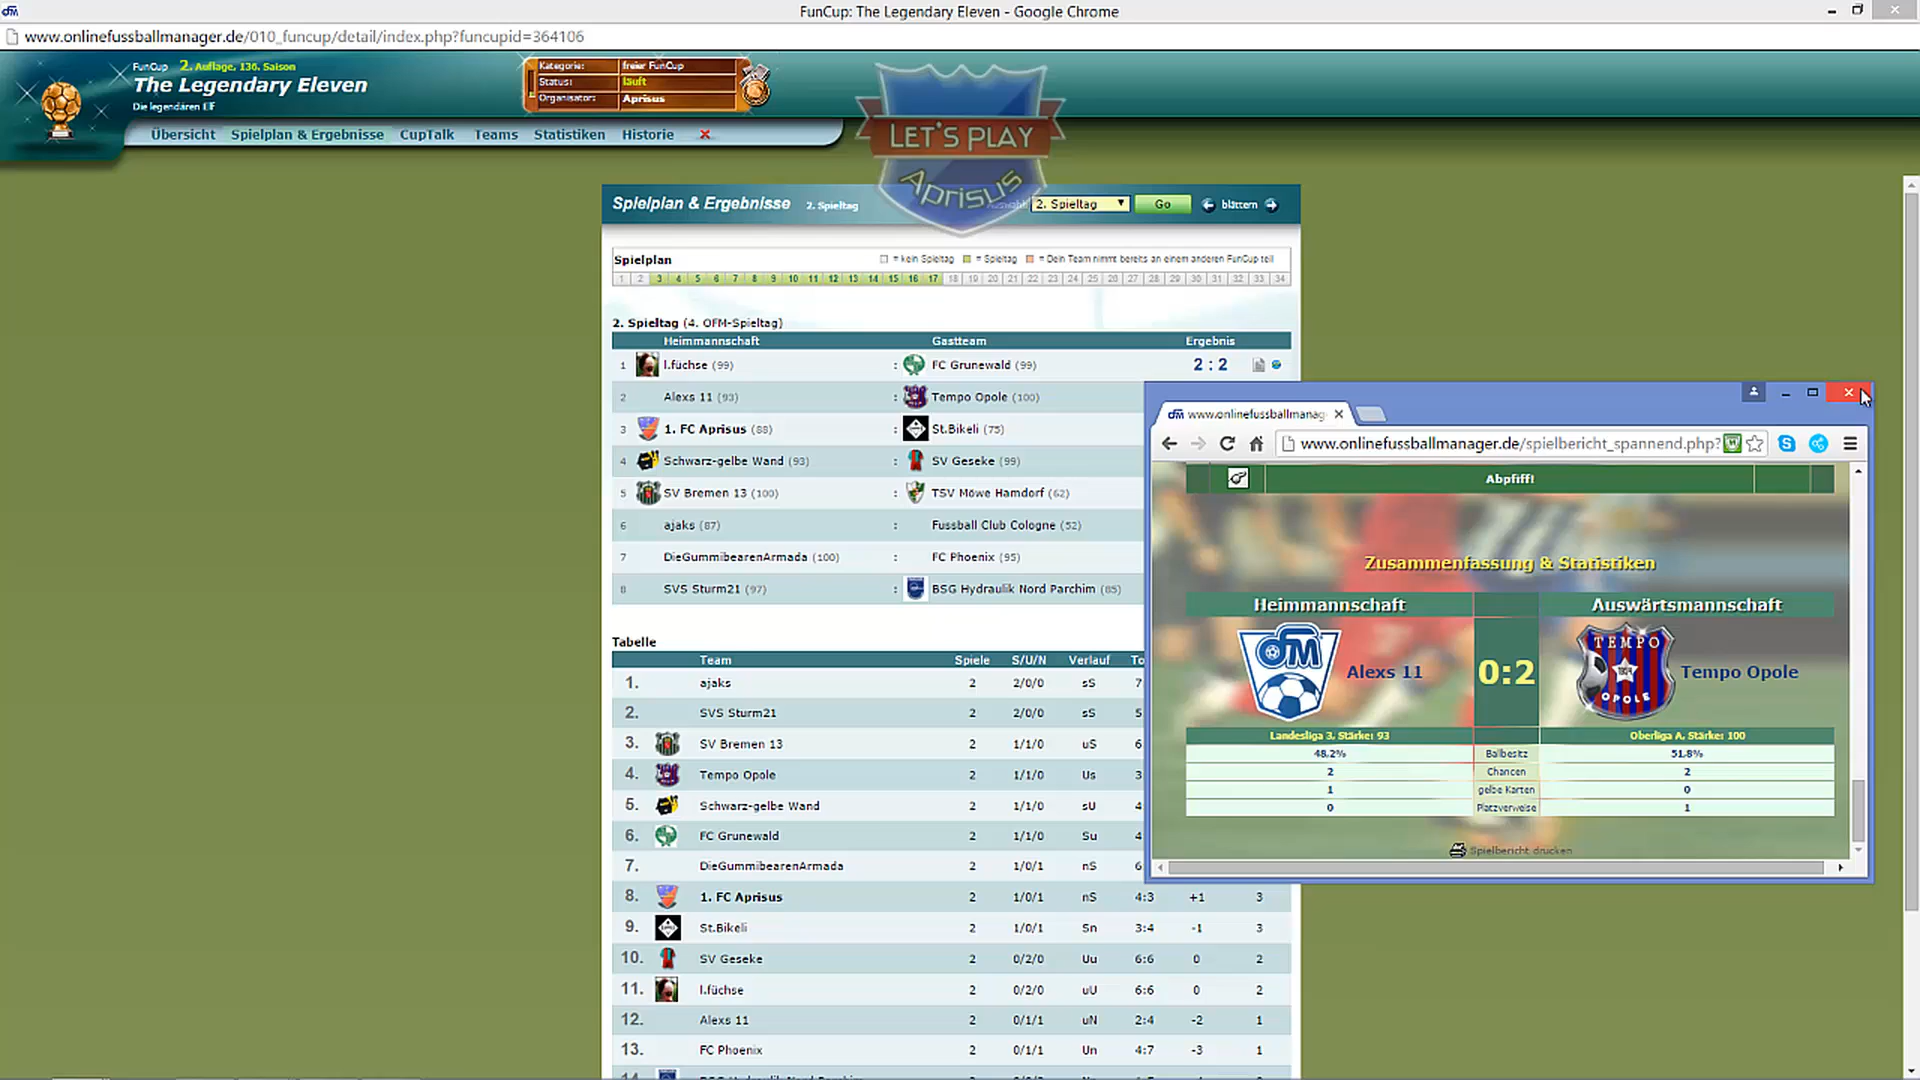 FunCup: The Legendary Eleven - Google Chrome
www.onlinefussballmanager.de/010_funcup/detail/index.php?funcupid=364106
FunCup 2. Auflage, 136. Saison
The Legendary Eleven
Die legendären Elf
Kategorie: freier FunCup
Status: läuft
Organisator: Aprisus
Übersicht Spielplan & Ergebnisse CupTalk Teams Statistiken Historie
LET'S PLAY
Aprisus
Spielplan & Ergebnisse 2. Spieltag 2. Spieltag Go blättern
Spielplan = kein Spieltag = Spieltag = Dein Team nimmt bereits an einem anderen FunCup teil
1 2 3 4 5 6 7 8 9 10 11 12 13 14 15 16 17 18 19 20 21 22 23 24 25 26 27 28 29 30 31 32 33 34
2. Spieltag (4. OFM-Spieltag)
Heimmannschaft Gastteam Ergebnis
1 l.füchse (99) : FC Grunewald (99) 2 : 2
2 Alexs 11 (93) : Tempo Opole (100)
3 1. FC Aprisus (88) : St.Bikeli (75)
4 Schwarz-gelbe Wand (93) : SV Geseke (99)
5 SV Bremen 13 (100) : TSV Möwe Hamdorf (62)
6 ajaks (87) : Fussball Club Cologne (52)
7 DieGummibearenArmada (100) : FC Phoenix (95)
8 SVS Sturm21 (97) : BSG Hydraulik Nord Parchim (85)
Tabelle
Team Spiele S/U/N Verlauf To
1. ajaks 2 2/0/0 sS 7
2. SVS Sturm21 2 2/0/0 sS 5
3. SV Bremen 13 2 1/1/0 uS 6
4. Tempo Opole 2 1/1/0 Us 3
5. Schwarz-gelbe Wand 2 1/1/0 sU 4
6. FC Grunewald 2 1/1/0 Su 4
7. DieGummibearenArmada 2 1/0/1 nS 6
8. 1. FC Aprisus 2 1/0/1 nS 4:3 +1 3
9. St.Bikeli 2 1/0/1 Sn 3:4 -1 3
10. SV Geseke 2 0/2/0 Uu 6:6 0 2
11. l.füchse 2 0/2/0 uU 6:6 0 2
12. Alexs 11 2 0/1/1 uN 2:4 -2 1
13. FC Phoenix 2 0/1/1 Un 4:7 -3 1
www.onlinefussballmanag
www.onlinefussballmanager.de/spielbericht_spannend.php?
Abpfiff!
Zusammenfassung & Statistiken
Heimmannschaft Auswärtsmannschaft
OFM Alexs 11 0:2 TEMPO OPOLE Tempo Opole
Landesliga 3, Stärke: 93 Oberliga A, Stärke: 100
48.2% Ballbesitz 51.8%
2 Chancen 2
1 gelbe Karten 0
0 Platzverweise 1
Spielbericht drucken